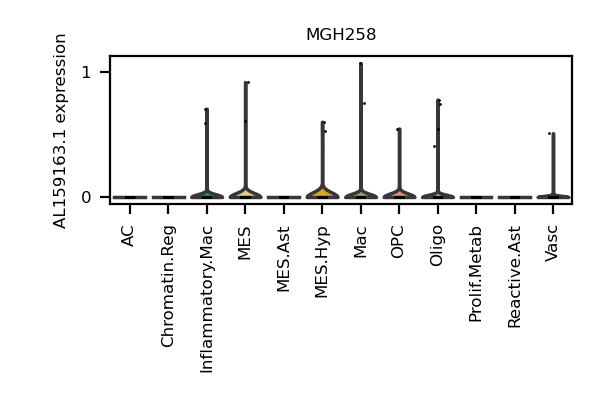 MGH258
AL159163.1 expression
1
0
AC
Chromatin.Reg
Inflammatory.Mac
MES
MES.Ast
MES.Hyp
Mac
OPC
Oligo
Prolif.Metab
Reactive.Ast
Vasc